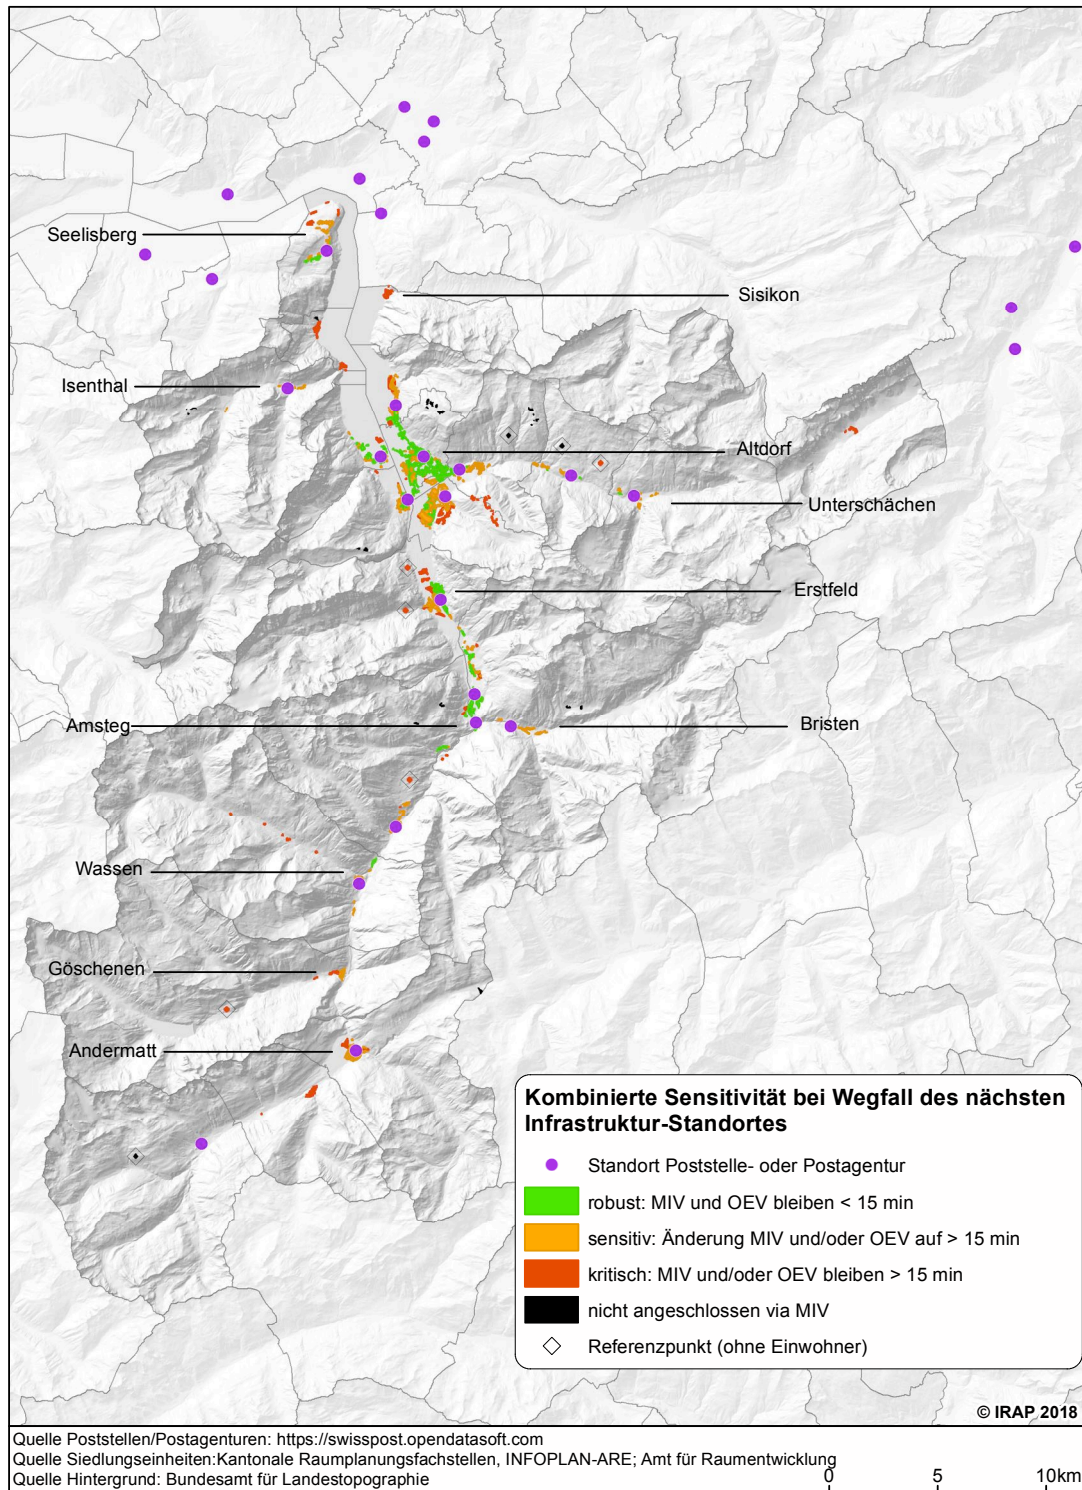 Seelisberg
Sisikon
Isenthal
Altdorf
Unterschächen
Erstfeld
Amsteg
Bristen
Wassen
Göschenen
Andermatt
Kombinierte Sensitivität bei Wegfall des nächsten
Infrastruktur-Standortes
Standort Poststelle- oder Postagentur
robust: MIV und OEV bleiben < 15 min
sensitiv: Änderung MIV und/oder OEV auf > 15 min
kritisch: MIV und/oder OEV bleiben > 15 min
nicht angeschlossen via MIV
Referenzpunkt (ohne Einwohner)
© IRAP 2018
Quelle Poststellen/Postagenturen: https://swisspost.opendatasoft.com
Quelle Siedlungseinheiten:Kantonale Raumplanungsfachstellen, INFOPLAN-ARE; Amt für Raumentwicklung
Quelle Hintergrund: Bundesamt für Landestopographie
0 5 10km